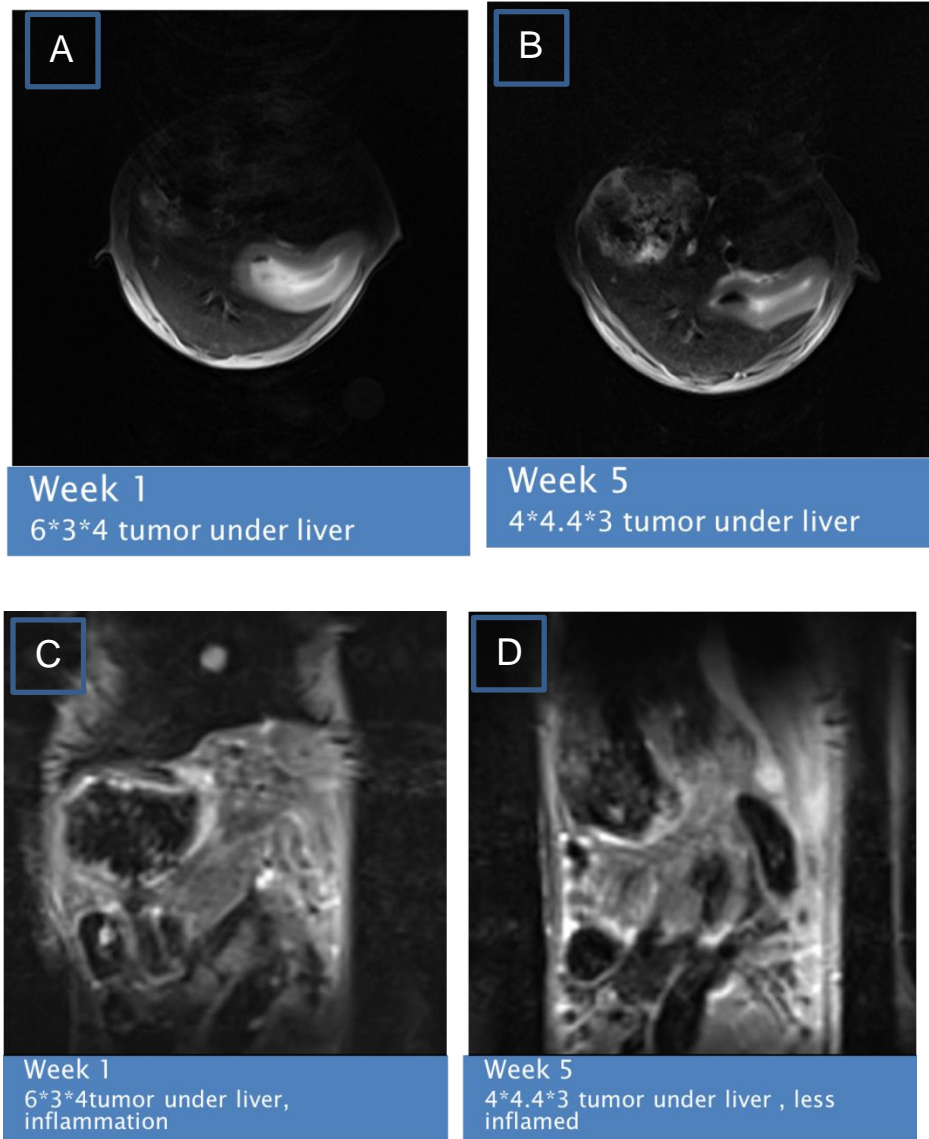 A
B
Week 1
6*3*4 tumor under liver
Week 5
4*4.4*3 tumor under liver
C
D
Week 1
6*3*4tumor under liver,
inflammation
Week 5
4*4.4*3 tumor under liver , less
inflamed